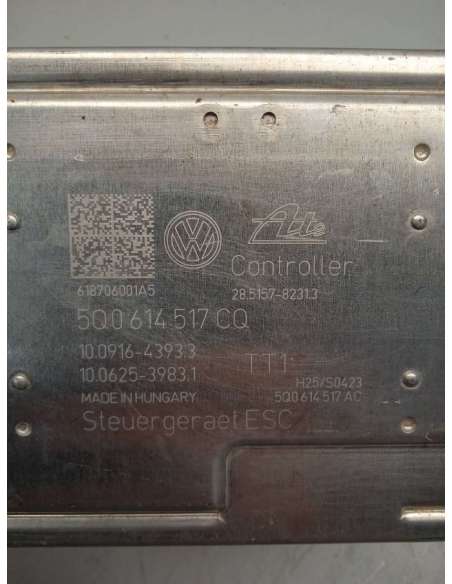 VW
Ate
Controller
618706001A5
28.5157-8231.3
5Q0 614 517 CQ
10.0916-4393.3
TT1
10.0625-3983.1
H25/S0423
MADE IN HUNGARY
5Q0 614 517 AC
Steuergeraet ESC